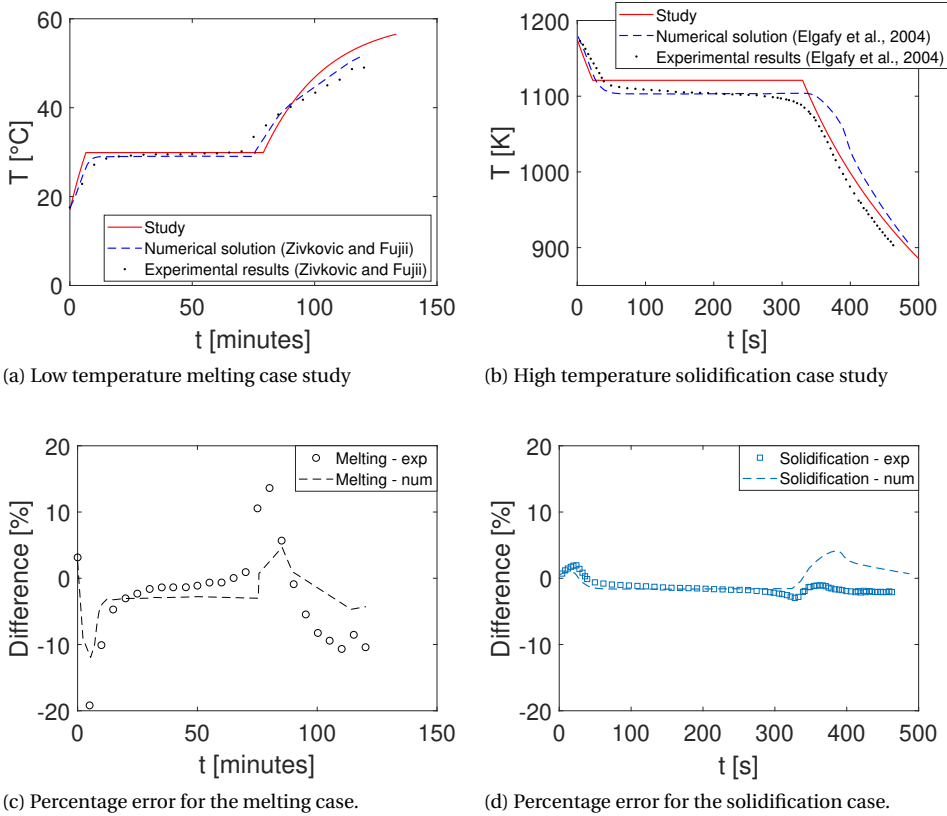 60
40
20
0
T [°C]
Study
Numerical solution (Zivkovic and Fujii)
Experimental results (Zivkovic and Fujii)
0 50 100 150
t [minutes]
(a) Low temperature melting case study
1200
1100
1000
900
T [K]
Study
Numerical solution (Elgafy et al., 2004)
Experimental results (Elgafy et al., 2004)
0 100 200 300 400 500
t [s]
(b) High temperature solidification case study
20
10
0
-10
-20
Difference [%]
Melting - exp
Melting - num
0 50 100 150
t [minutes]
(c) Percentage error for the melting case.
20
10
0
-10
-20
Difference [%]
Solidification - exp
Solidification - num
0 100 200 300 400 500
t [s]
(d) Percentage error for the solidification case.